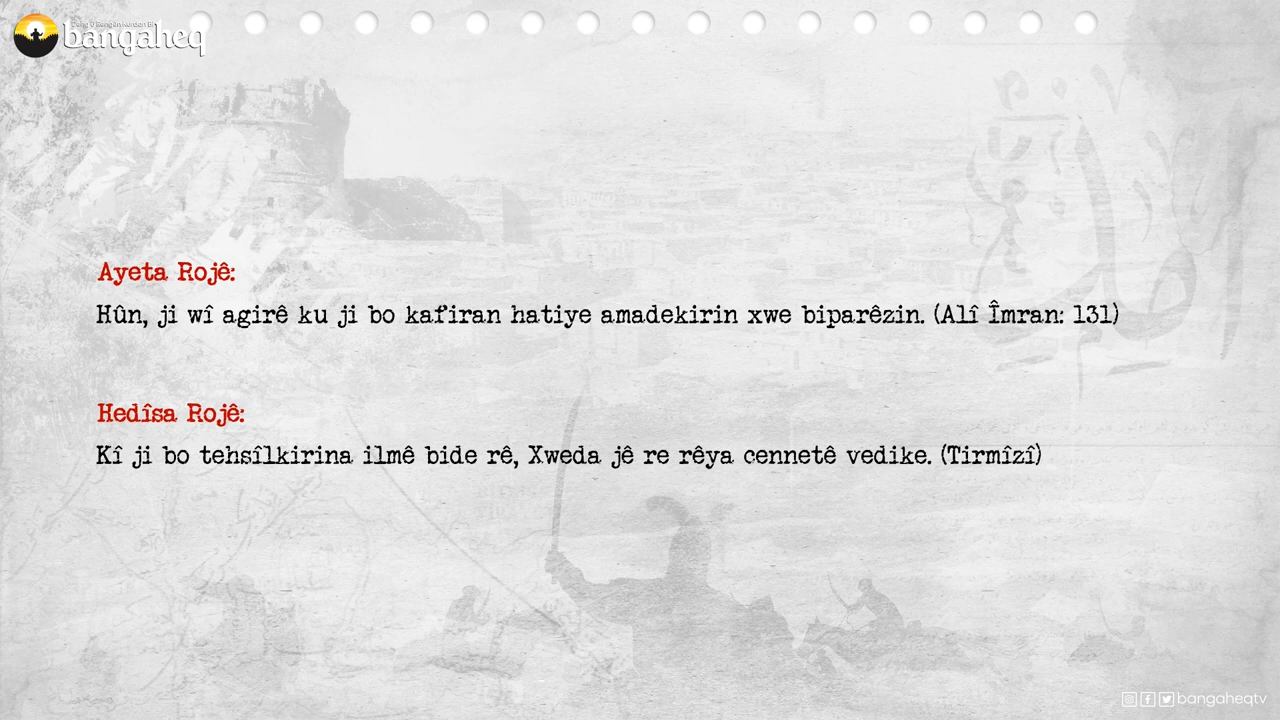 bangaheq
Ayeta Rojê:
Hûn, ji wî agirê ku ji bo kafiran hatiye amadekirin xwe biparêzin. (Alî Îmran: 131)
Hedîsa Rojê:
Kî ji bo tehsîlkirina ilmê bide rê, Xweda jê re rêya cennetê vedike. (Tirmîzî)
bangaheqtv